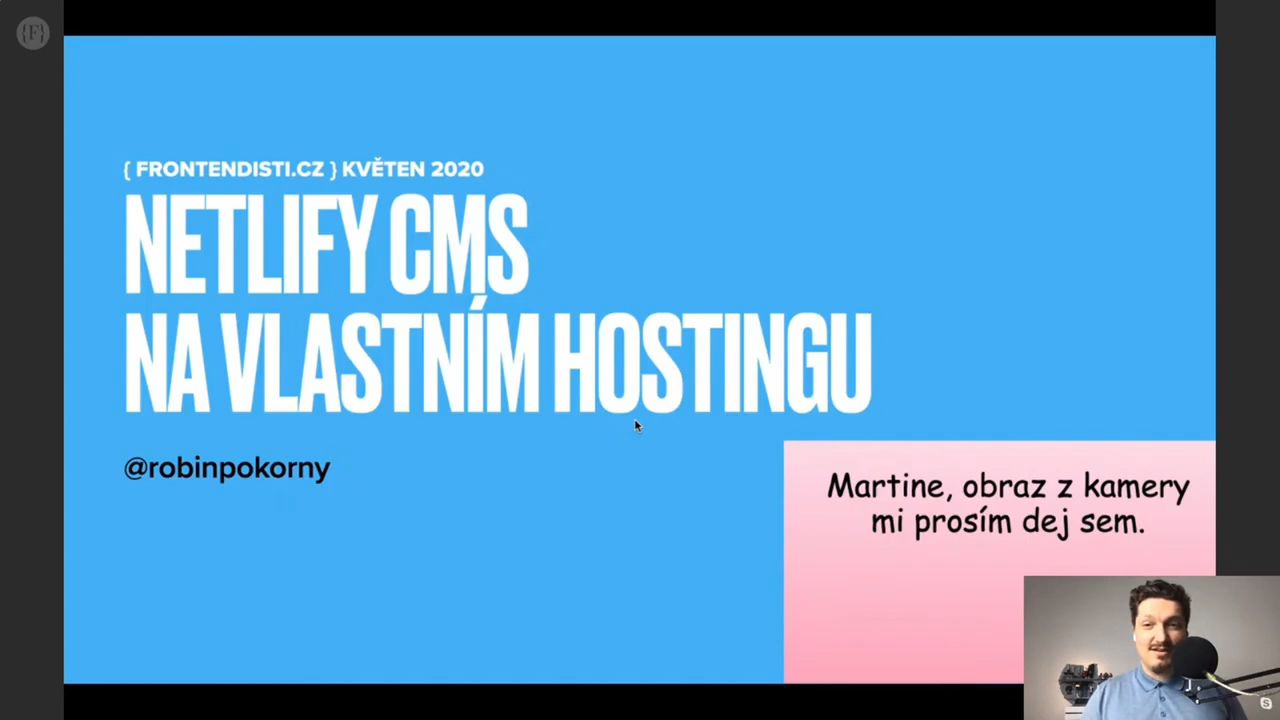 {F}
{ FRONTENDISTI.CZ } KVĚTEN 2020
NETLIFY CMS
NA VLASTNÍM HOSTINGU
@robinpokorny
Martine, obraz z kamery
mi prosím dej sem.